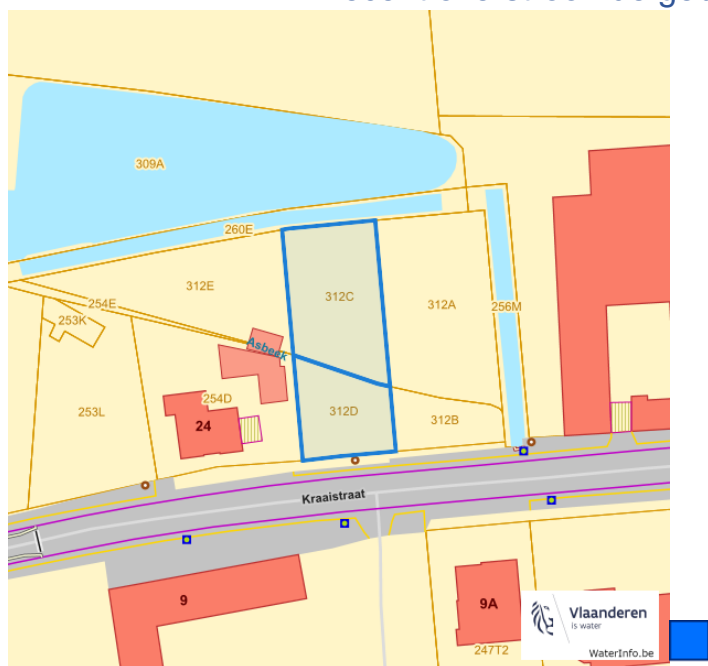 309A
260E
312E
312C
312A
256M
254E
253K
Asbeek
253L
254D
24
312D
312B
Kraaistraat
9
9A
247T2
Vlaanderen
is water
WaterInfo.be